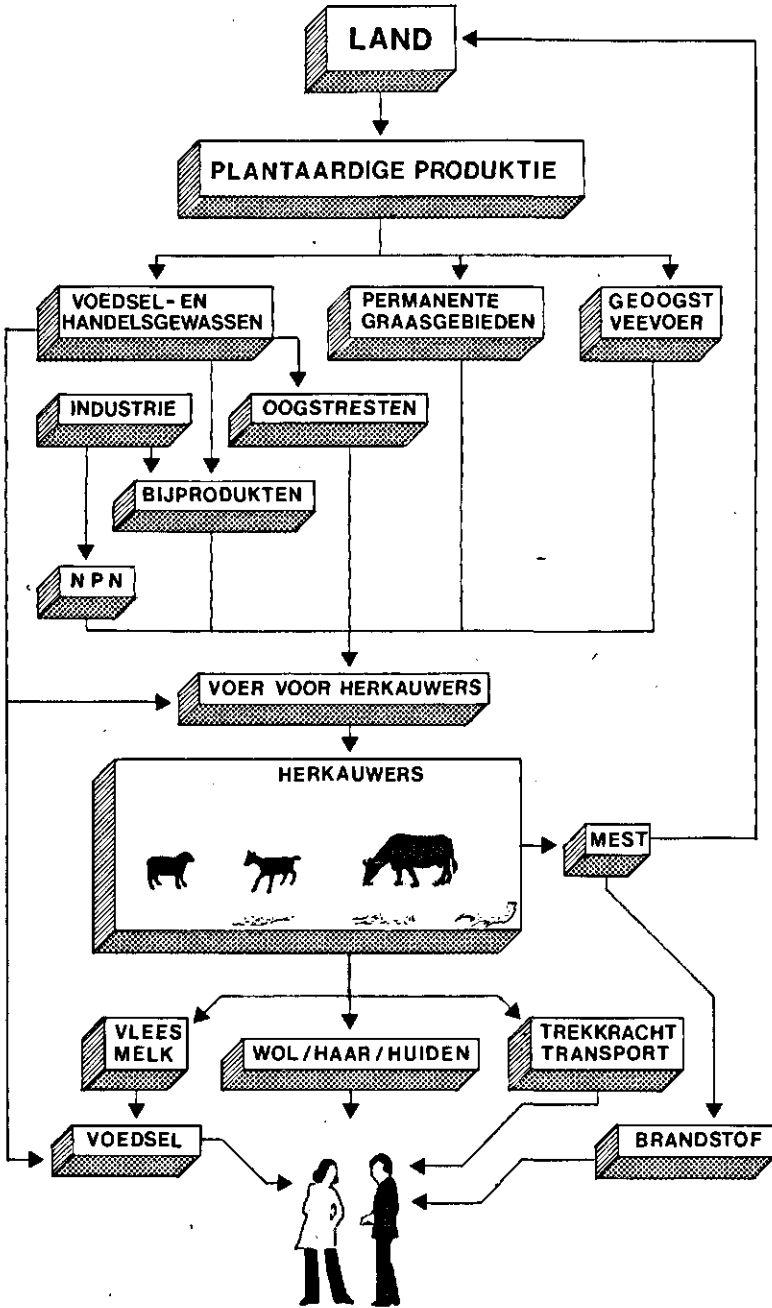 LAND
PLANTAARDIGE PRODUKTIE
VOEDSEL- EN
HANDELSGEWASSEN
PERMANENTE
GRAASGEBIEDEN
GEOOGST
VEEVOER
INDUSTRIE
OOGSTRESTEN
BIJPRODUKTEN
NPN
VOER VOOR HERKAUWERS
HERKAUWERS
MEST
VLEES
MELK
WOL/HAAR/HUIDEN
TREKKRACHT
TRANSPORT
VOEDSEL
BRANDSTOF